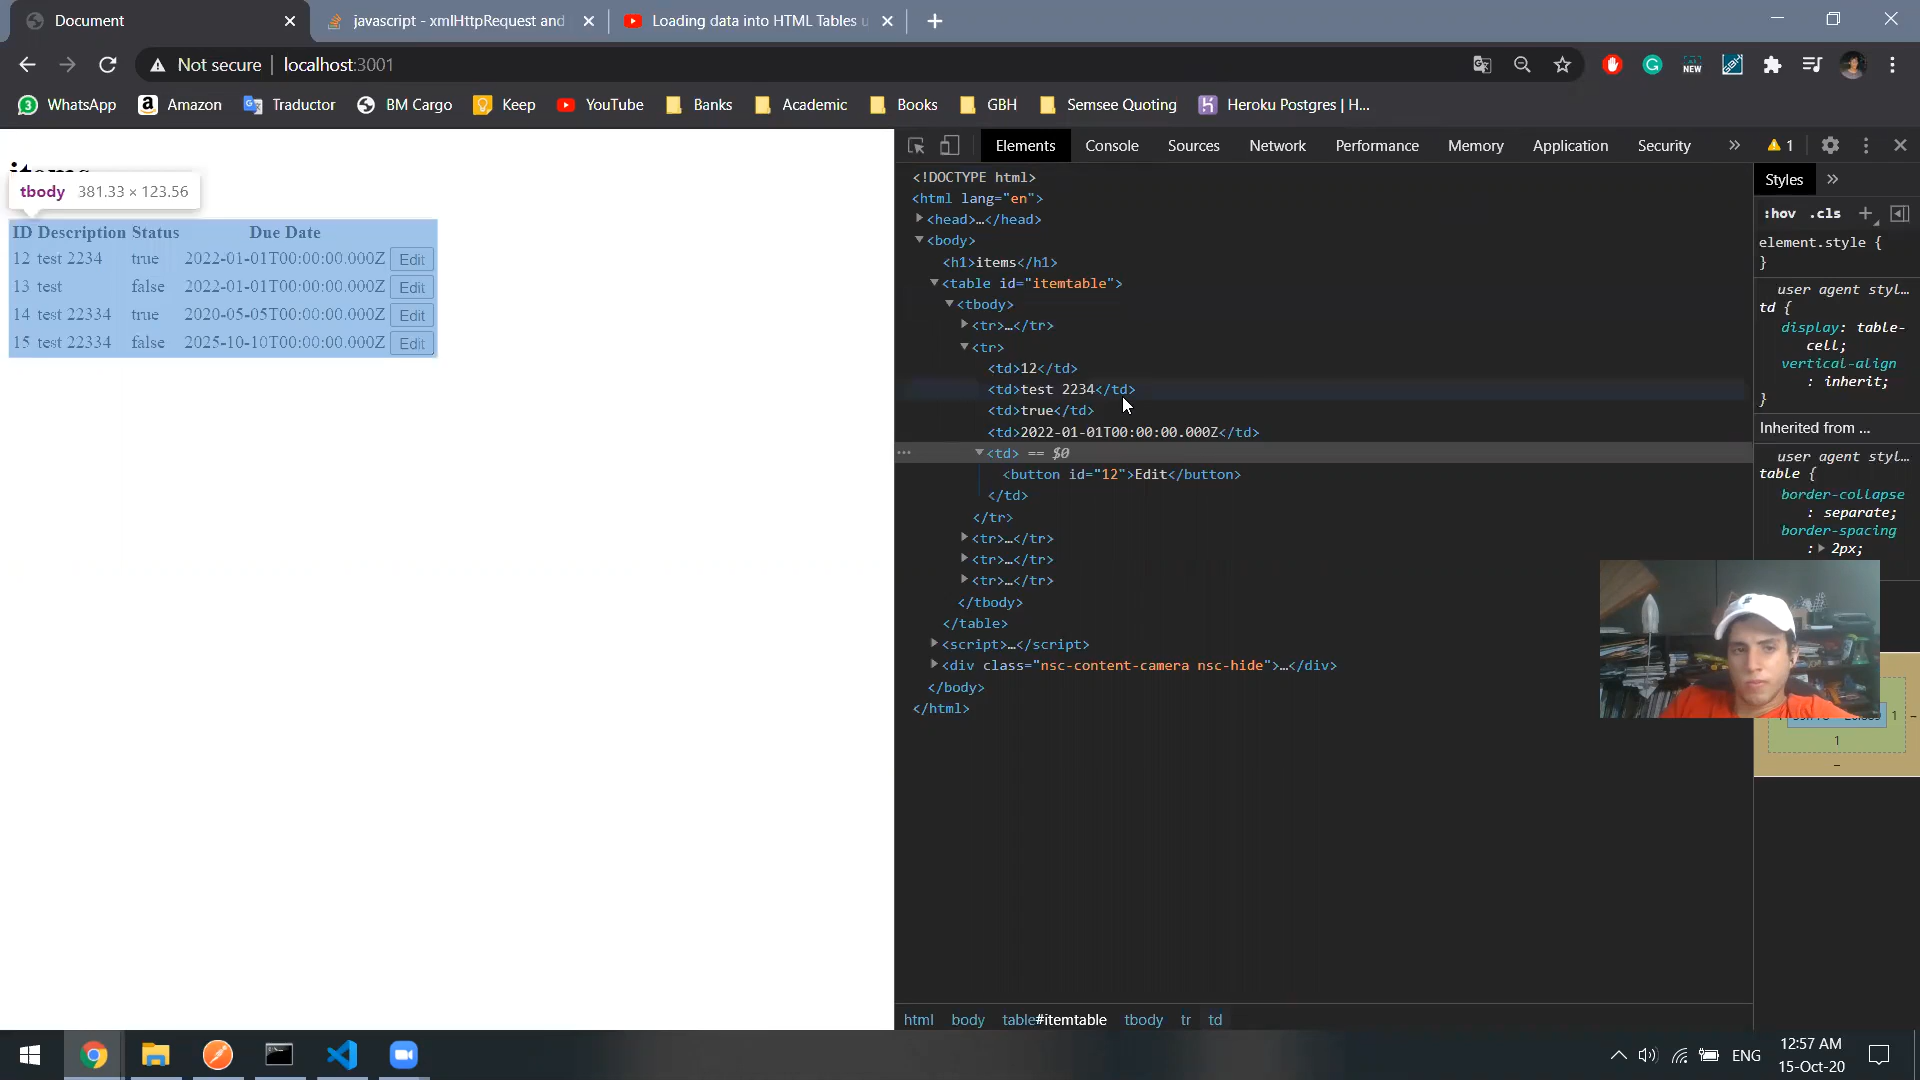 Document
javascript - xmlHttpRequest and
Loading data into HTML Tables u
Not secure
localhost:3001
NEW
3 WhatsApp
Amazon
Traductor
BM Cargo
Keep
YouTube
Banks
Academic
Books
GBH
Semsee Quoting
Heroku Postgres | H...
tbody 381.33 × 123.56
ID Description Status Due Date
12 test 2234 true 2022-01-01T00:00:00.000Z Edit
13 test false 2022-01-01T00:00:00.000Z Edit
14 test 22334 true 2020-05-05T00:00:00.000Z Edit
15 test 22334 false 2025-10-10T00:00:00.000Z Edit
Elements Console Sources Network Performance Memory Application Security » 1
<!DOCTYPE html>
<html lang="en">
<head>…</head>
<body>
<h1>items</h1>
<table id="itemtable">
<tbody>
<tr>…</tr>
<tr>
<td>12</td>
<td>test 2234</td>
<td>true</td>
<td>2022-01-01T00:00:00.000Z</td>
<td> == $0
<button id="12">Edit</button>
</td>
</tr>
<tr>…</tr>
<tr>…</tr>
<tr>…</tr>
</tbody>
</table>
<script>…</script>
<div class="nsc-content-camera nsc-hide">…</div>
</body>
</html>
html body table#itemtable tbody tr td
Styles »
:hov .cls +
element.style {
}
user agent styl…
td {
display: table-
cell;
vertical-align
: inherit;
}
Inherited from ...
user agent styl…
table {
border-collapse
: separate;
border-spacing
: 2px;
1
1
–
ENG
12:57 AM
15-Oct-20